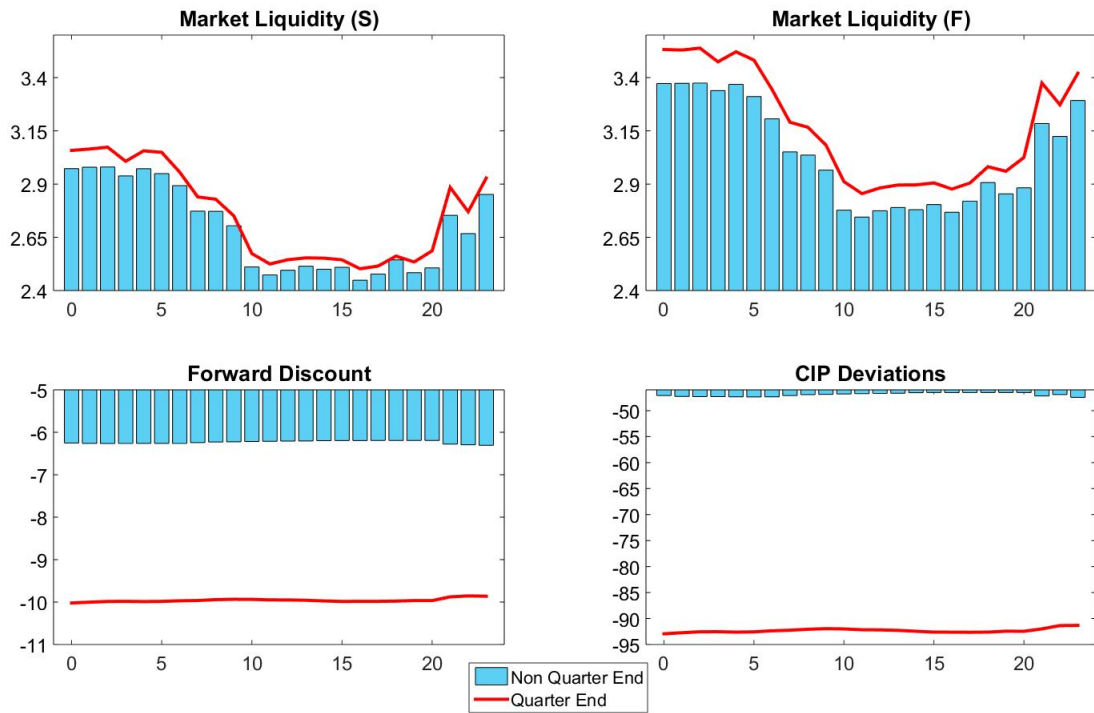 Market Liquidity (S)
3.4
3.15
2.9
2.65
2.4
0 5 10 15 20
Market Liquidity (F)
3.4
3.15
2.9
2.65
2.4
0 5 10 15 20
Forward Discount
-5
-6
-7
-8
-9
-10
-11
0 5 10 15 20
CIP Deviations
-50
-55
-60
-65
-70
-75
-80
-85
-90
-95
0 5 10 15 20
Non Quarter End
Quarter End